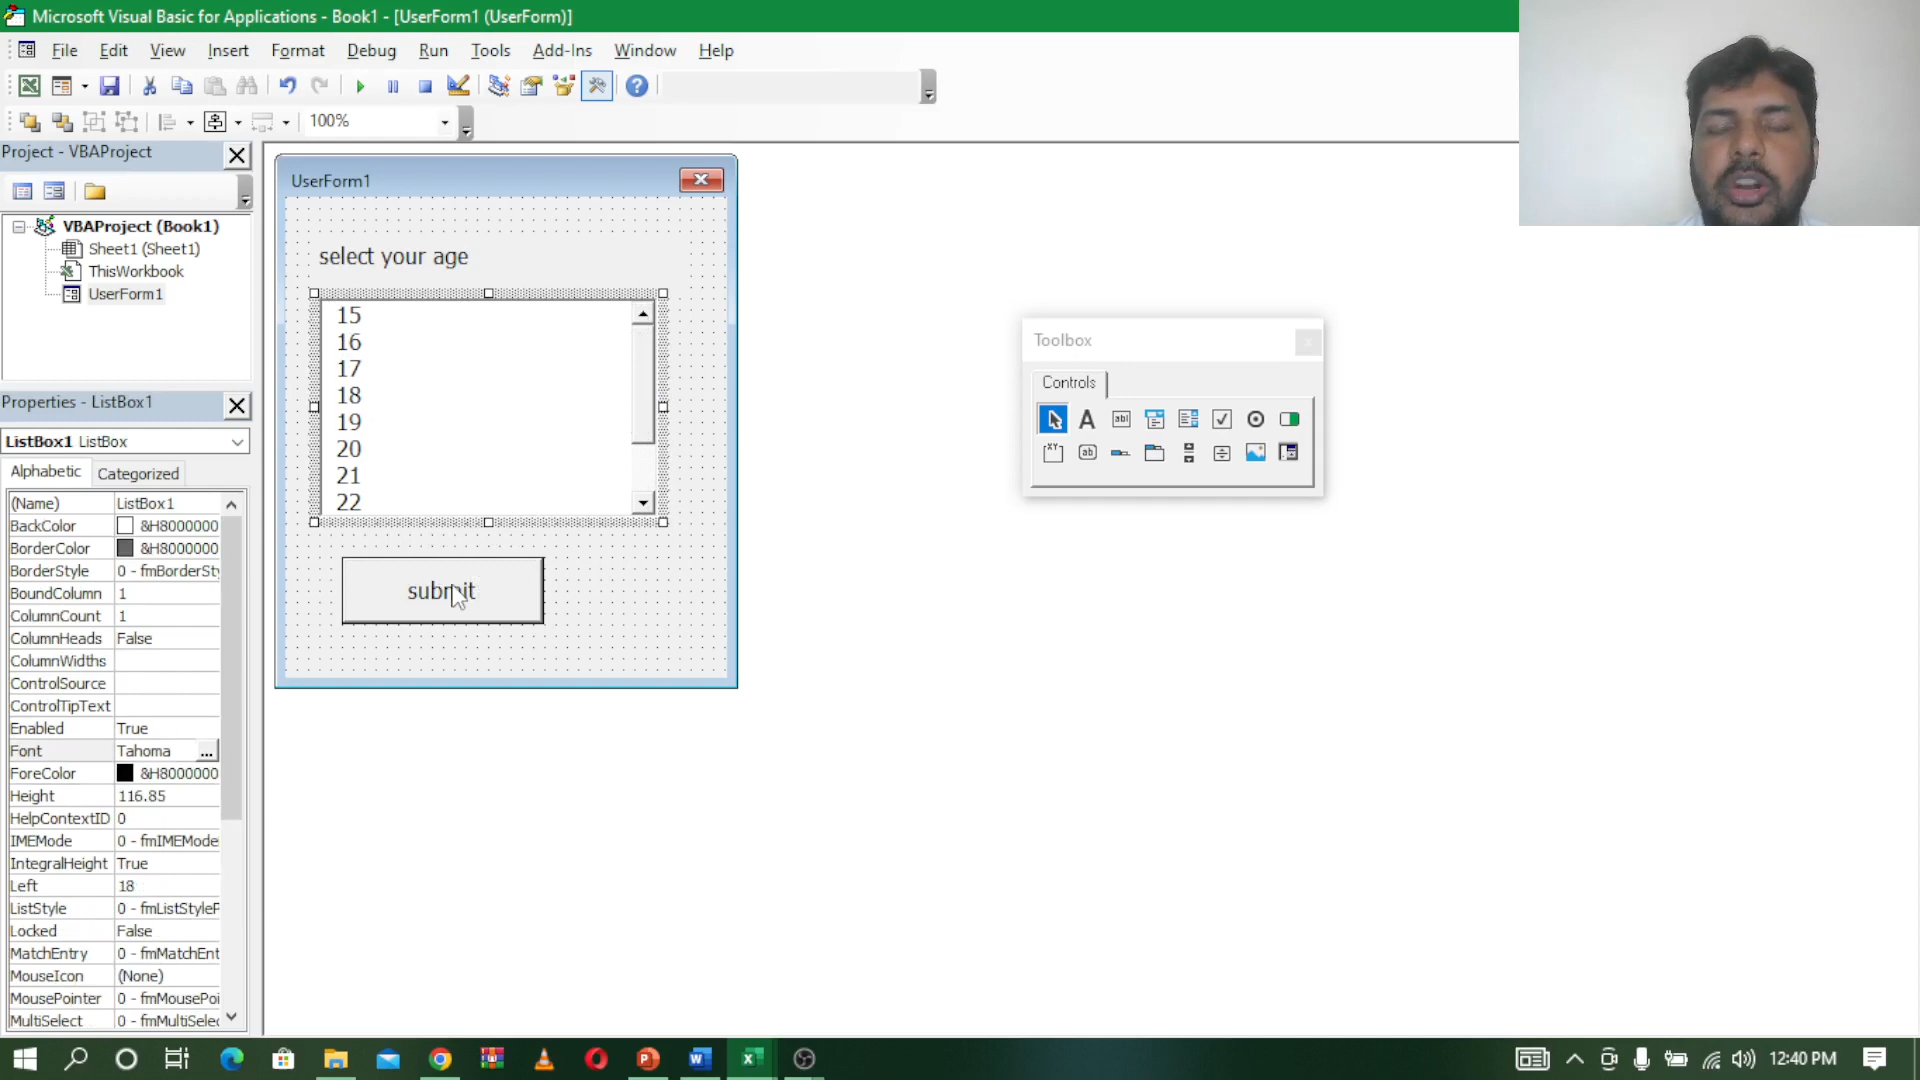 Microsoft Visual Basic for Applications - Book1 - [UserForm1 (UserForm)]
File Edit View Insert Format Debug Run Tools Add-Ins Window Help
100%
Project - VBAProject
VBAProject (Book1)
Sheet1 (Sheet1)
ThisWorkbook
UserForm1
Properties - ListBox1
ListBox1 ListBox
Alphabetic Categorized
(Name) ListBox1
BackColor &H8000000
BorderColor &H8000000
BorderStyle 0 - fmBorderSty
BoundColumn 1
ColumnCount 1
ColumnHeads False
ColumnWidths
ControlSource
ControlTipText
Enabled True
Font Tahoma ...
ForeColor &H8000000
Height 116.85
HelpContextID 0
IMEMode 0 - fmIMEMode
IntegralHeight True
Left 18
ListStyle 0 - fmListStyleP
Locked False
MatchEntry 0 - fmMatchEnt
MouseIcon (None)
MousePointer 0 - fmMousePoi
MultiSelect 0 - fmMultiSelec
UserForm1
select your age
15
16
17
18
19
20
21
22
submit
Toolbox
Controls
12:40 PM